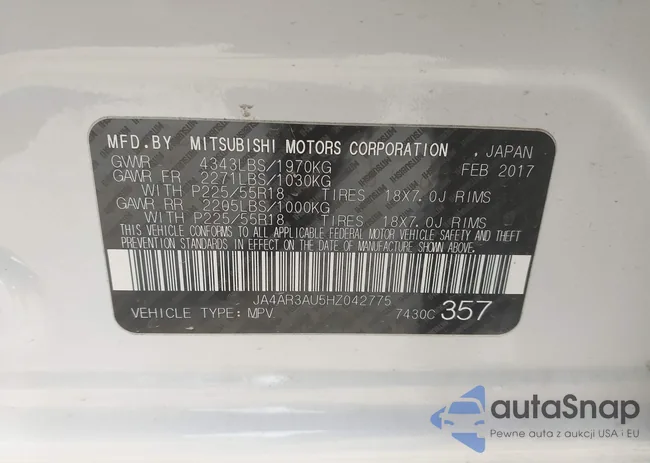 MFD.BY MITSUBISHI MOTORS CORPORATION . JAPAN
GVWR 4343LBS/1970KG FEB 2017
GAWR FR 2271LBS/1030KG
WITH P225/55R18 TIRES 18X7.0J RIMS
GAWR RR 2205LBS/1000KG
WITH P225/55R18 TIRES 18X7.0J RIMS
THIS VEHICLE CONFORMS TO ALL APPLICABLE FEDERAL MOTOR VEHICLE SAFETY AND THEFT
PREVENTION STANDARDS IN EFFECT ON THE DATE OF MANUFACTURE SHOWN ABOVE.
JA4AR3AU5HZ042775
VEHICLE TYPE: MPV 7430C 357
autoSnap
Pewne auta z aukcji USA i EU